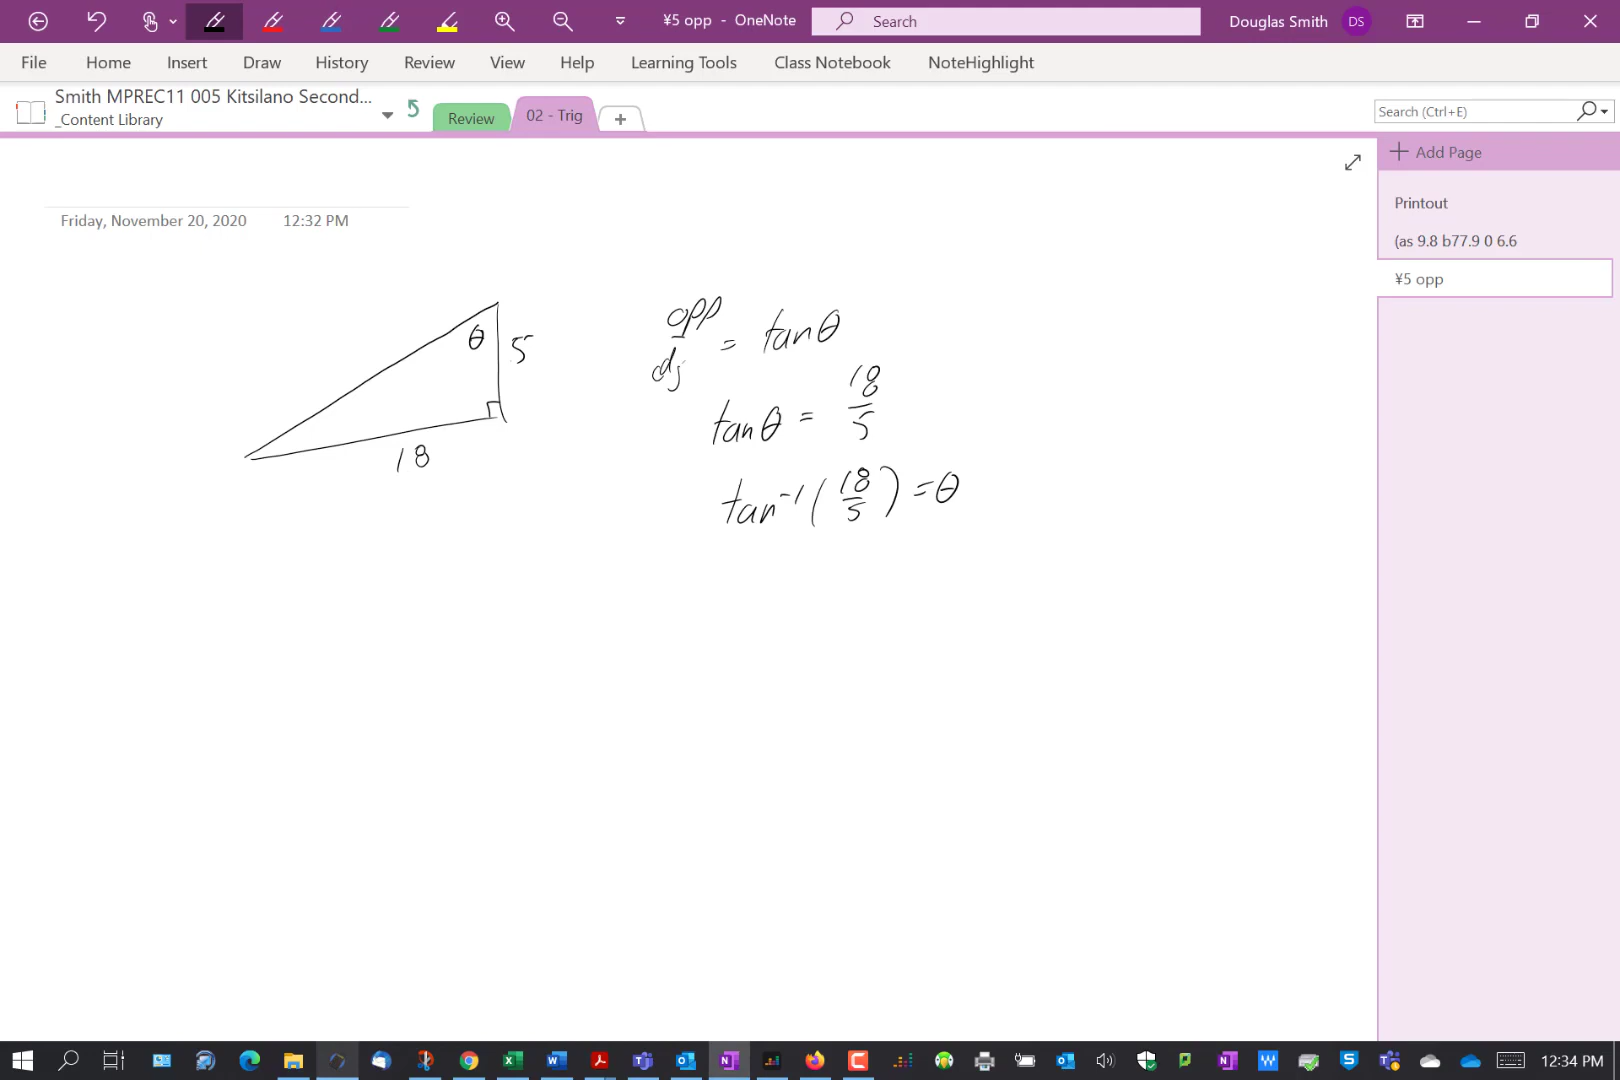 ¥5 opp - OneNote
Search
Douglas Smith
DS
File
Home
Insert
Draw
History
Review
View
Help
Learning Tools
Class Notebook
NoteHighlight
Smith MPREC11 005 Kitsilano Second...
_Content Library
Review
02 - Trig
Search (Ctrl+E)
Add Page
Printout
(as 9.8 b77.9 0 6.6
¥5 opp
Friday, November 20, 2020
12:32 PM
θ
5
18
opp
dj
= tanθ
tanθ = 18/5
tan⁻¹(18/5) = θ
12:34 PM